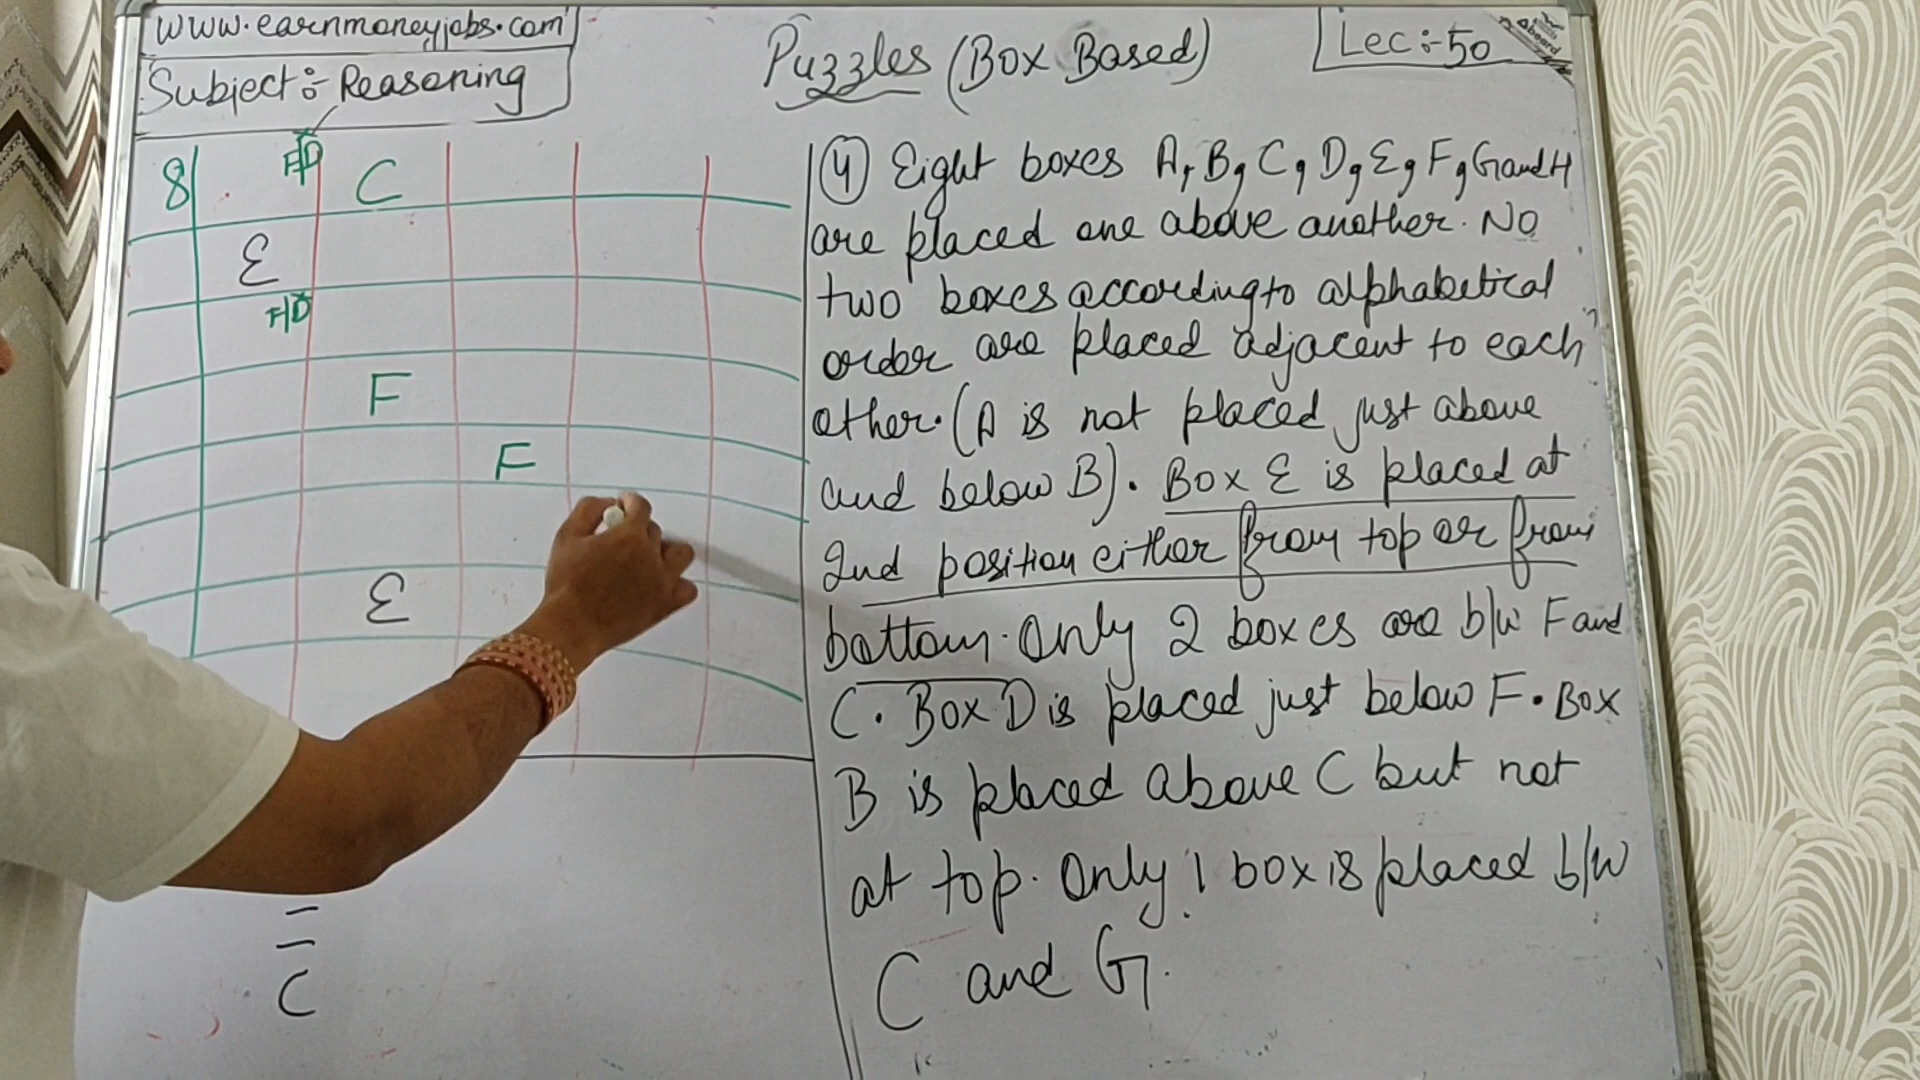 www.earnmoneyjobs.com
Subject:- Reasoning
Puzzles (Box Based)
Lec:-50
8
F/D
C
E
F/D
F
F
E
C
(4) Eight boxes A, B, C, D, E, F, G and H
are placed one above another. No
two boxes according to alphabetical
order are placed adjacent to each
other. (A is not placed just above
and below B). Box E is placed at
2nd position either from top or from
bottom. Only 2 boxes are b/w F and
C. Box D is placed just below F. Box
B is placed above C but not
at top. Only 1 box is placed b/w
C and G.